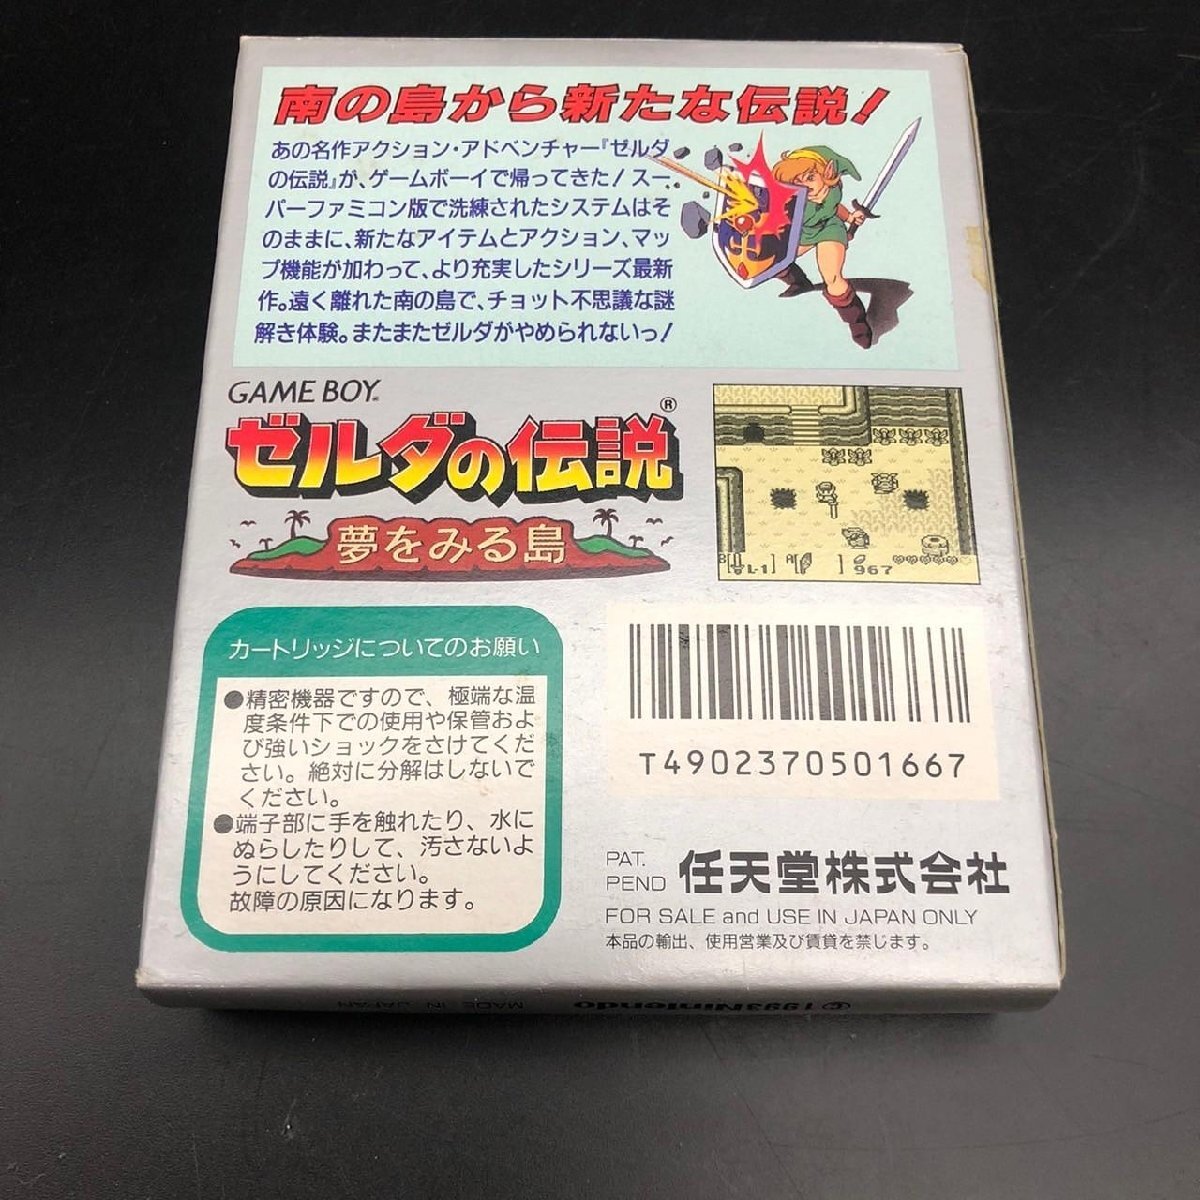 南の島から新たな伝説！
あの名作アクション・アドベンチャー『ゼルダ
の伝説』が、ゲームボーイで帰ってきた！スー
パーファミコン版で洗練されたシステムはそ
のままに、新たなアイテムとアクション、マッ
プ機能が加わって、より充実したシリーズ最新
作。遠く離れた南の島で、チョット不思議な謎
解き体験。またまたゼルダがやめられないっ！
GAME BOY™
ゼルダの伝説®
夢をみる島
B[ L-1] A[ ] 967
カートリッジについてのお願い
●精密機器ですので、極端な温
度条件下での使用や保管およ
び強いショックをさけてくだ
さい。絶対に分解はしないで
ください。
●端子部に手を触れたり、水に
ぬらしたりして、汚さないよ
うにしてください。
故障の原因になります。
T4902370501667
PAT.
PEND
任天堂株式会社
FOR SALE and USE IN JAPAN ONLY
本品の輸出、使用営業及び賃貸を禁じます。
©1993Nintendo
MADE IN JAPAN